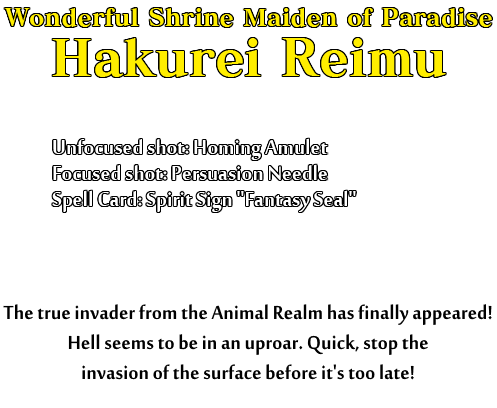 Wonderful Shrine Maiden of Paradise
Hakurei Reimu
Unfocused shot: Homing Amulet
Focused shot: Persuasion Needle
Spell Card: Spirit Sign "Fantasy Seal"
The true invader from the Animal Realm has finally appeared!
Hell seems to be in an uproar. Quick, stop the
invasion of the surface before it's too late!